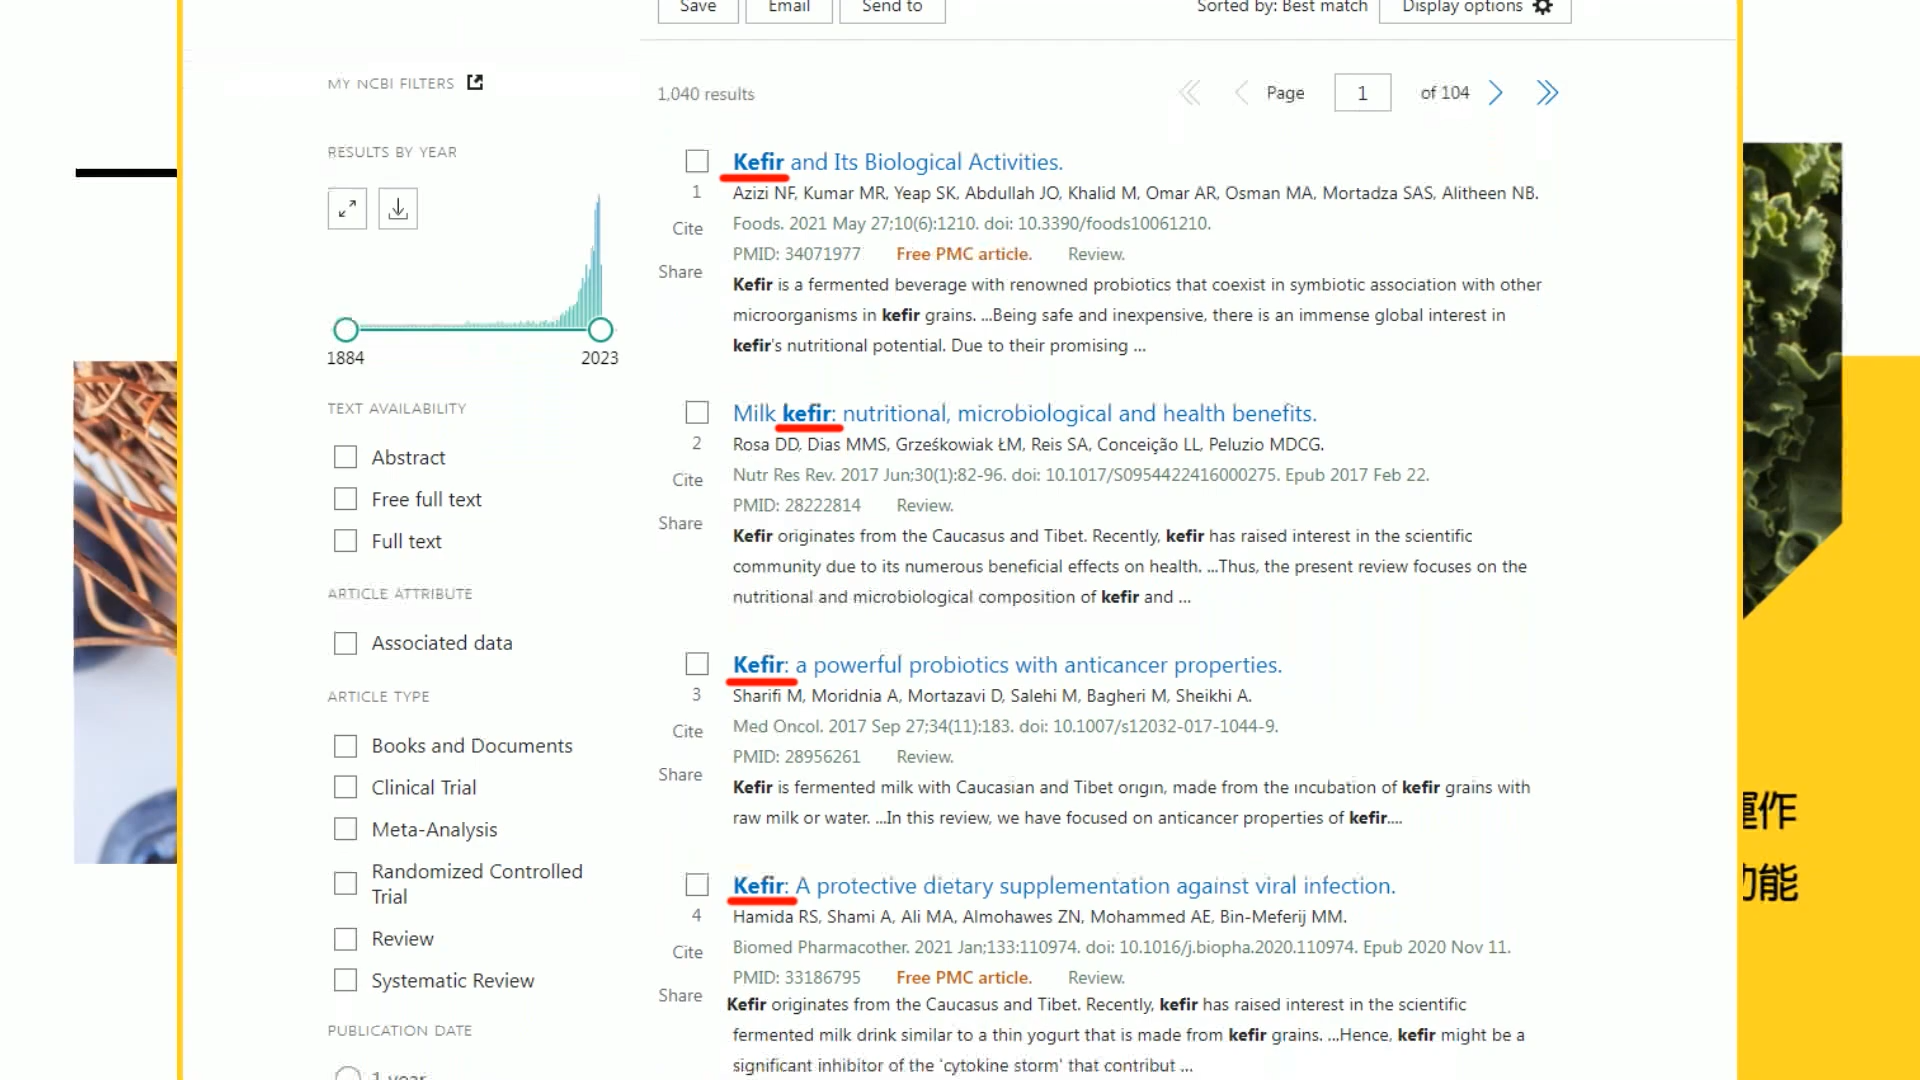 Save
Email
Send to
Sorted by: Best match
Display options
MY NCBI FILTERS
1,040 results
Page
1
of 104
RESULTS BY YEAR
1884
2023
TEXT AVAILABILITY
Abstract
Free full text
Full text
ARTICLE ATTRIBUTE
Associated data
ARTICLE TYPE
Books and Documents
Clinical Trial
Meta-Analysis
Randomized Controlled
Trial
Review
Systematic Review
PUBLICATION DATE
1 year
Kefir and Its Biological Activities.
1
Azizi NF, Kumar MR, Yeap SK, Abdullah JO, Khalid M, Omar AR, Osman MA, Mortadza SAS, Alitheen NB.
Cite
Foods. 2021 May 27;10(6):1210. doi: 10.3390/foods10061210.
PMID: 34071977 Free PMC article. Review.
Share
Kefir is a fermented beverage with renowned probiotics that coexist in symbiotic association with other
microorganisms in kefir grains. ...Being safe and inexpensive, there is an immense global interest in
kefir's nutritional potential. Due to their promising ...
Milk kefir: nutritional, microbiological and health benefits.
2
Rosa DD, Dias MMS, Grześkowiak ŁM, Reis SA, Conceição LL, Peluzio MDCG.
Cite
Nutr Res Rev. 2017 Jun;30(1):82-96. doi: 10.1017/S0954422416000275. Epub 2017 Feb 22.
PMID: 28222814 Review.
Share
Kefir originates from the Caucasus and Tibet. Recently, kefir has raised interest in the scientific
community due to its numerous beneficial effects on health. ...Thus, the present review focuses on the
nutritional and microbiological composition of kefir and ...
Kefir: a powerful probiotics with anticancer properties.
3
Sharifi M, Moridnia A, Mortazavi D, Salehi M, Bagheri M, Sheikhi A.
Cite
Med Oncol. 2017 Sep 27;34(11):183. doi: 10.1007/s12032-017-1044-9.
PMID: 28956261 Review.
Share
Kefir is fermented milk with Caucasian and Tibet origin, made from the incubation of kefir grains with
raw milk or water. ...In this review, we have focused on anticancer properties of kefir....
Kefir: A protective dietary supplementation against viral infection.
4
Hamida RS, Shami A, Ali MA, Almohawes ZN, Mohammed AE, Bin-Meferij MM.
Cite
Biomed Pharmacother. 2021 Jan;133:110974. doi: 10.1016/j.biopha.2020.110974. Epub 2020 Nov 11.
PMID: 33186795 Free PMC article. Review.
Share
Kefir originates from the Caucasus and Tibet. Recently, kefir has raised interest in the scientific
fermented milk drink similar to a thin yogurt that is made from kefir grains. ...Hence, kefir might be a
significant inhibitor of the 'cytokine storm' that contribut ...
運作
功能